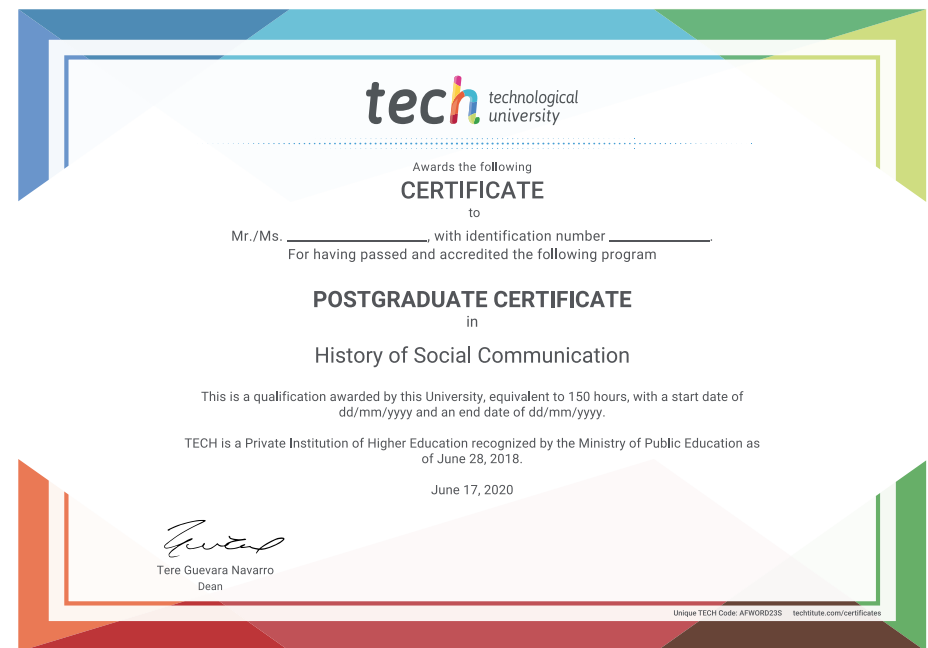 tech technological
university
Awards the following
CERTIFICATE
to
Mr./Ms. ____________________, with identification number ______________.
For having passed and accredited the following program
POSTGRADUATE CERTIFICATE
in
History of Social Communication
This is a qualification awarded by this University, equivalent to 150 hours, with a start date of
dd/mm/yyyy and an end date of dd/mm/yyyy.
TECH is a Private Institution of Higher Education recognized by the Ministry of Public Education as
of June 28, 2018.
June 17, 2020
Tere Guevara Navarro
Dean
Unique TECH Code: AFWORD23S techtitute.com/certificates